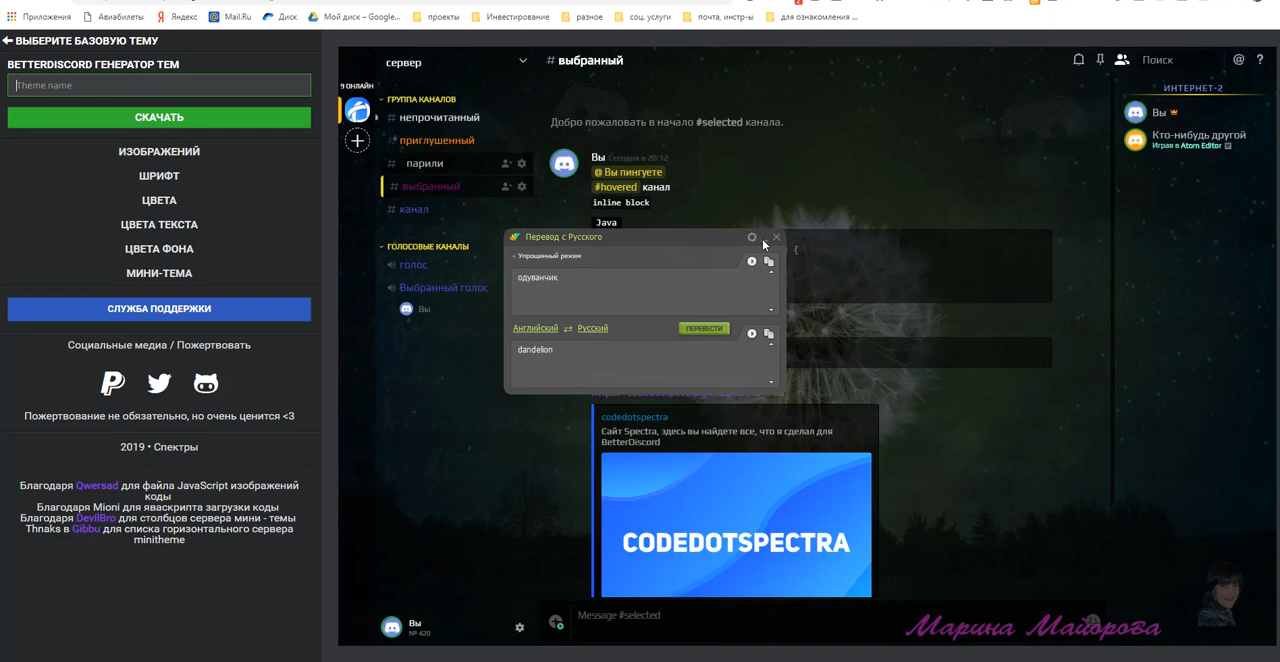 Приложения Авиабилеты Яндекс Mail.Ru Диск Мой диск – Google... проекты Инвестирование разное соц. услуги почта, инстр-ы для ознакомления ...
ВЫБЕРИТЕ БАЗОВУЮ ТЕМУ
BETTERDISCORD ГЕНЕРАТОР ТЕМ
Theme name
СКАЧАТЬ
ИЗОБРАЖЕНИЙ
ШРИФТ
ЦВЕТА
ЦВЕТА ТЕКСТА
ЦВЕТА ФОНА
МИНИ-ТЕМА
СЛУЖБА ПОДДЕРЖКИ
Социальные медиа / Пожертвовать
Пожертвование не обязательно, но очень ценится <3
2019 • Спектры
Благодаря Qwersad для файла JavaScript изображений
коды
Благодаря Mioni для яваскрипта загрузки коды
Благодаря DevilBro для столбцов сервера мини - темы
Thnaks в Gibbu для списка горизонтального сервера
minitheme
сервер
9 ОНЛАЙН
ГРУППА КАНАЛОВ
# непрочитанный
приглушенный
# парили
# выбранный
# канал
ГОЛОСОВЫЕ КАНАЛЫ
голос
Выбранный голос
Вы
Вы
№ 420
# выбранный
Поиск
@ ?
Добро пожаловать в начало #selected канала.
Вы Сегодня в 20:12
@ Вы пингуете
#hovered канал
inline block
Java
{
Перевод с Русского
Упрощенный режим
одуванчик
Английский Русский
ПЕРЕВЕСТИ
dandelion
codedotspectra
Сайт Spectra, здесь вы найдете все, что я сделал для
BetterDiscord
CODEDOTSPECTRA
Message #selected
ИНТЕРНЕТ-2
Вы
Кто-нибудь другой
Играя в Atom Editor
Марина Майорова